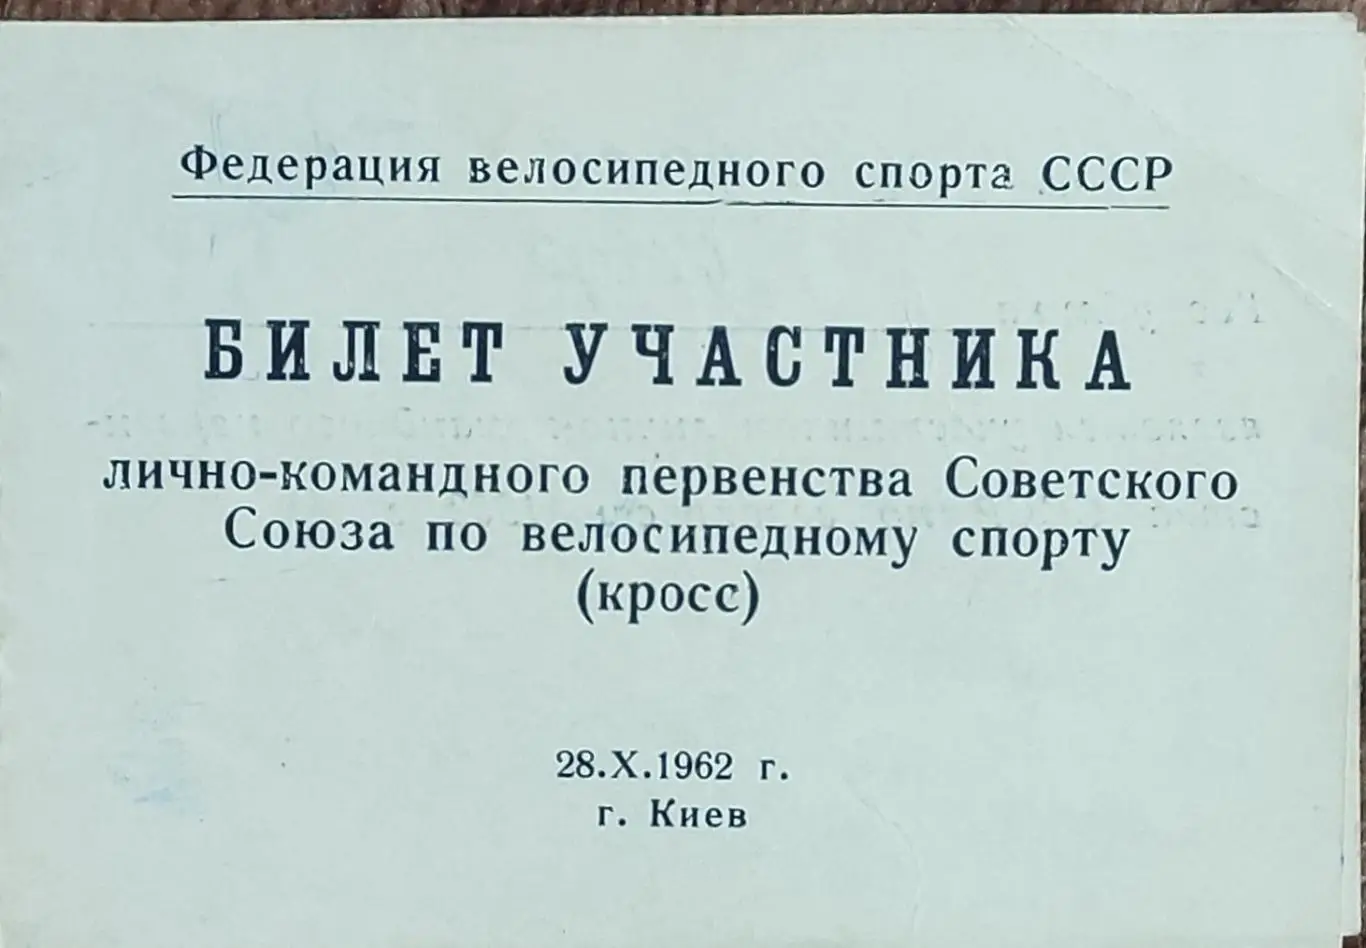 Федерация велосипедного спорта СССР
БИЛЕТ УЧАСТНИКА
лично-командного первенства Советского
Союза по велосипедному спорту
(кросс)
28.X.1962 г.
г. Киев